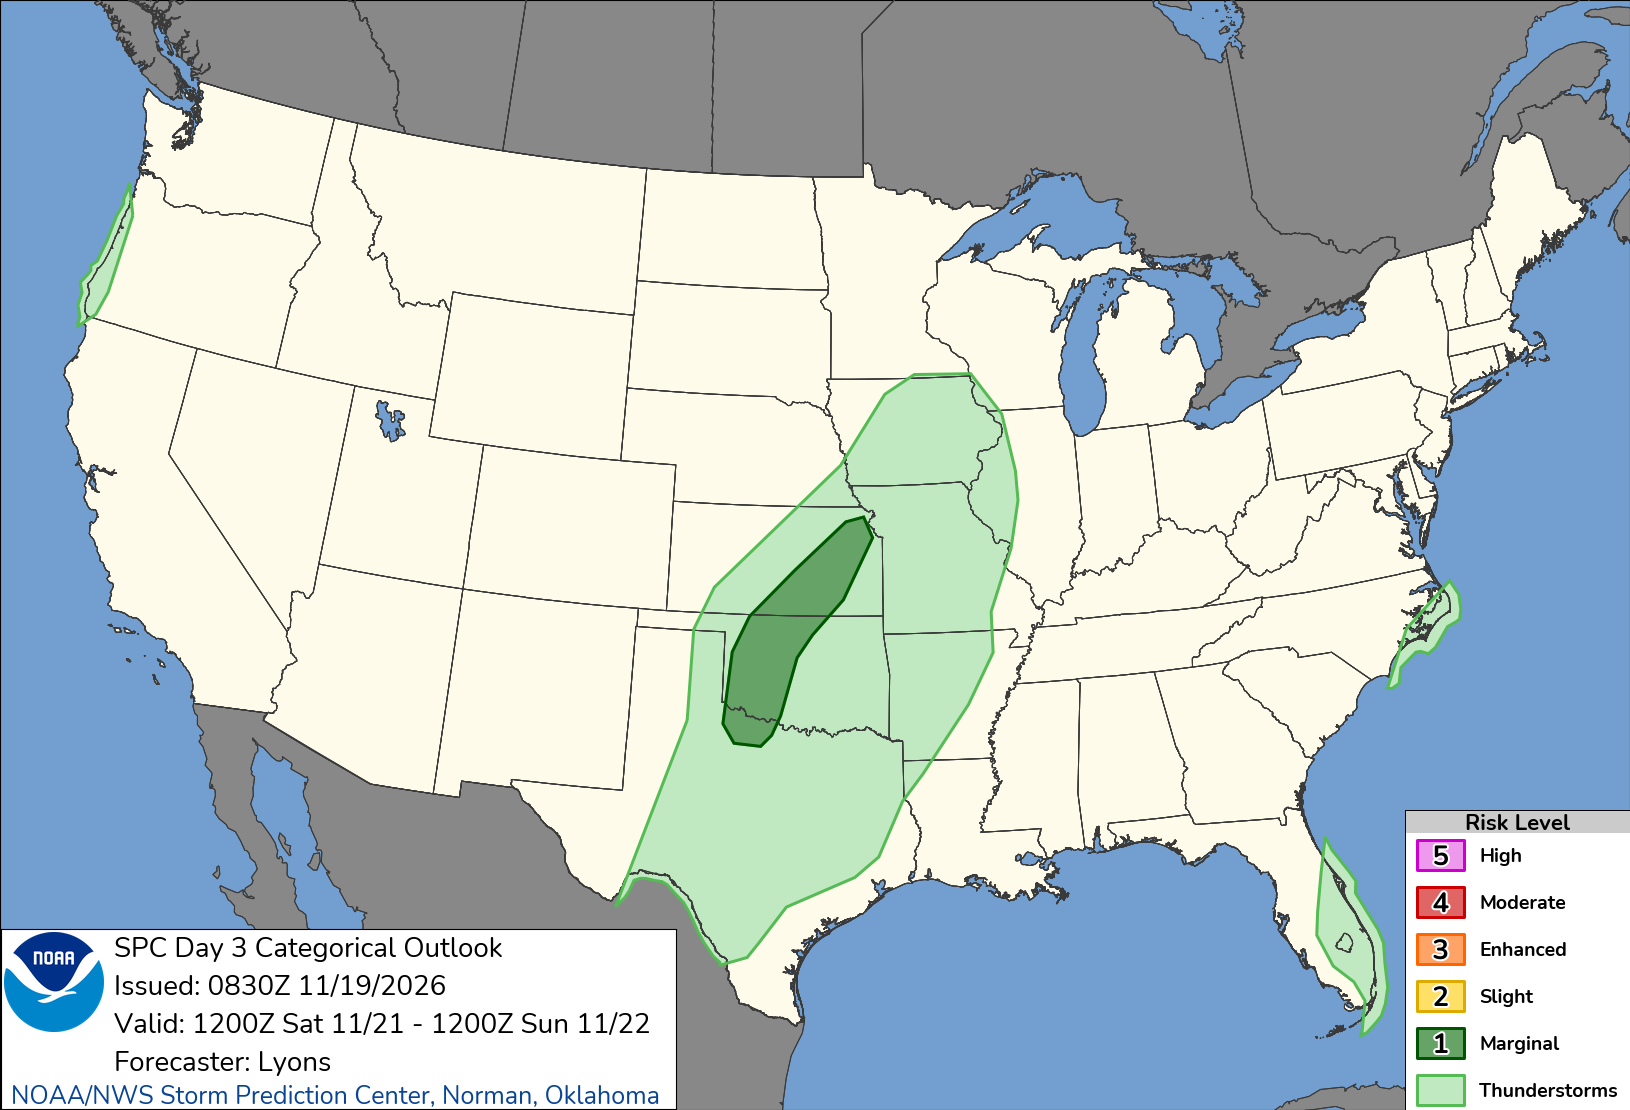 Risk Level
5 High
4 Moderate
3 Enhanced
2 Slight
1 Marginal
Thunderstorms
NOAA
SPC Day 3 Categorical Outlook
Issued: 0830Z 11/19/2026
Valid: 1200Z Sat 11/21 - 1200Z Sun 11/22
Forecaster: Lyons
NOAA/NWS Storm Prediction Center, Norman, Oklahoma